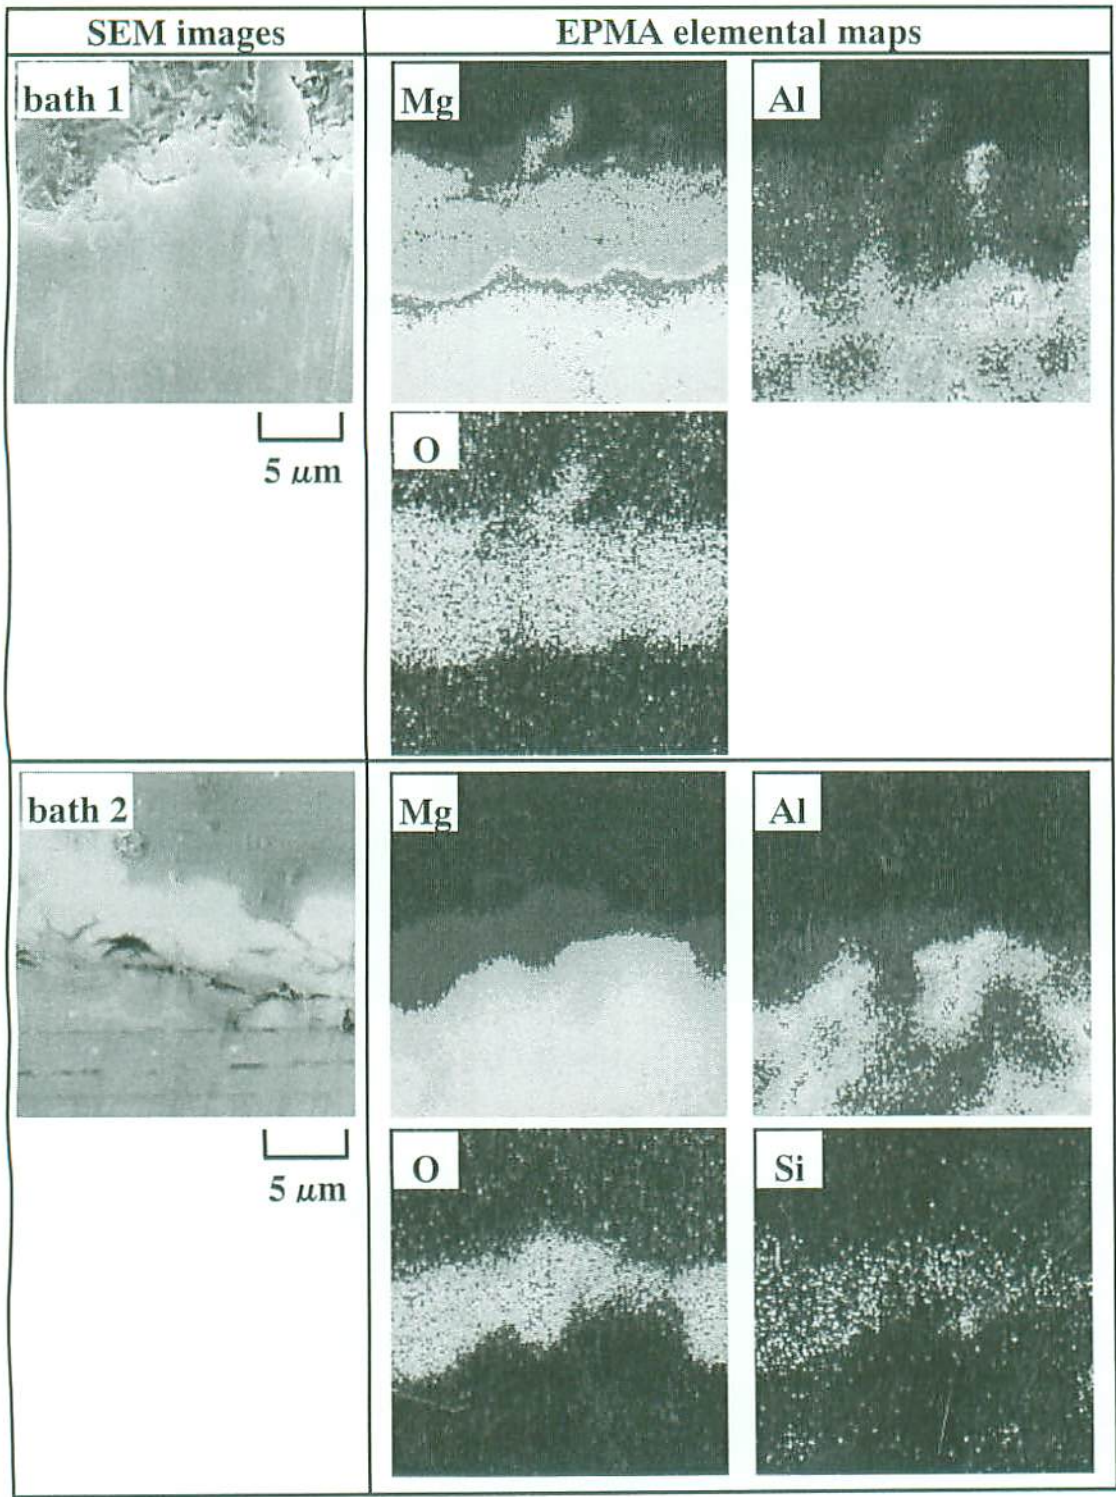 SEM images
EPMA elemental maps
bath 1
Mg
Al
5 μm
O
bath 2
Mg
Al
5 μm
O
Si